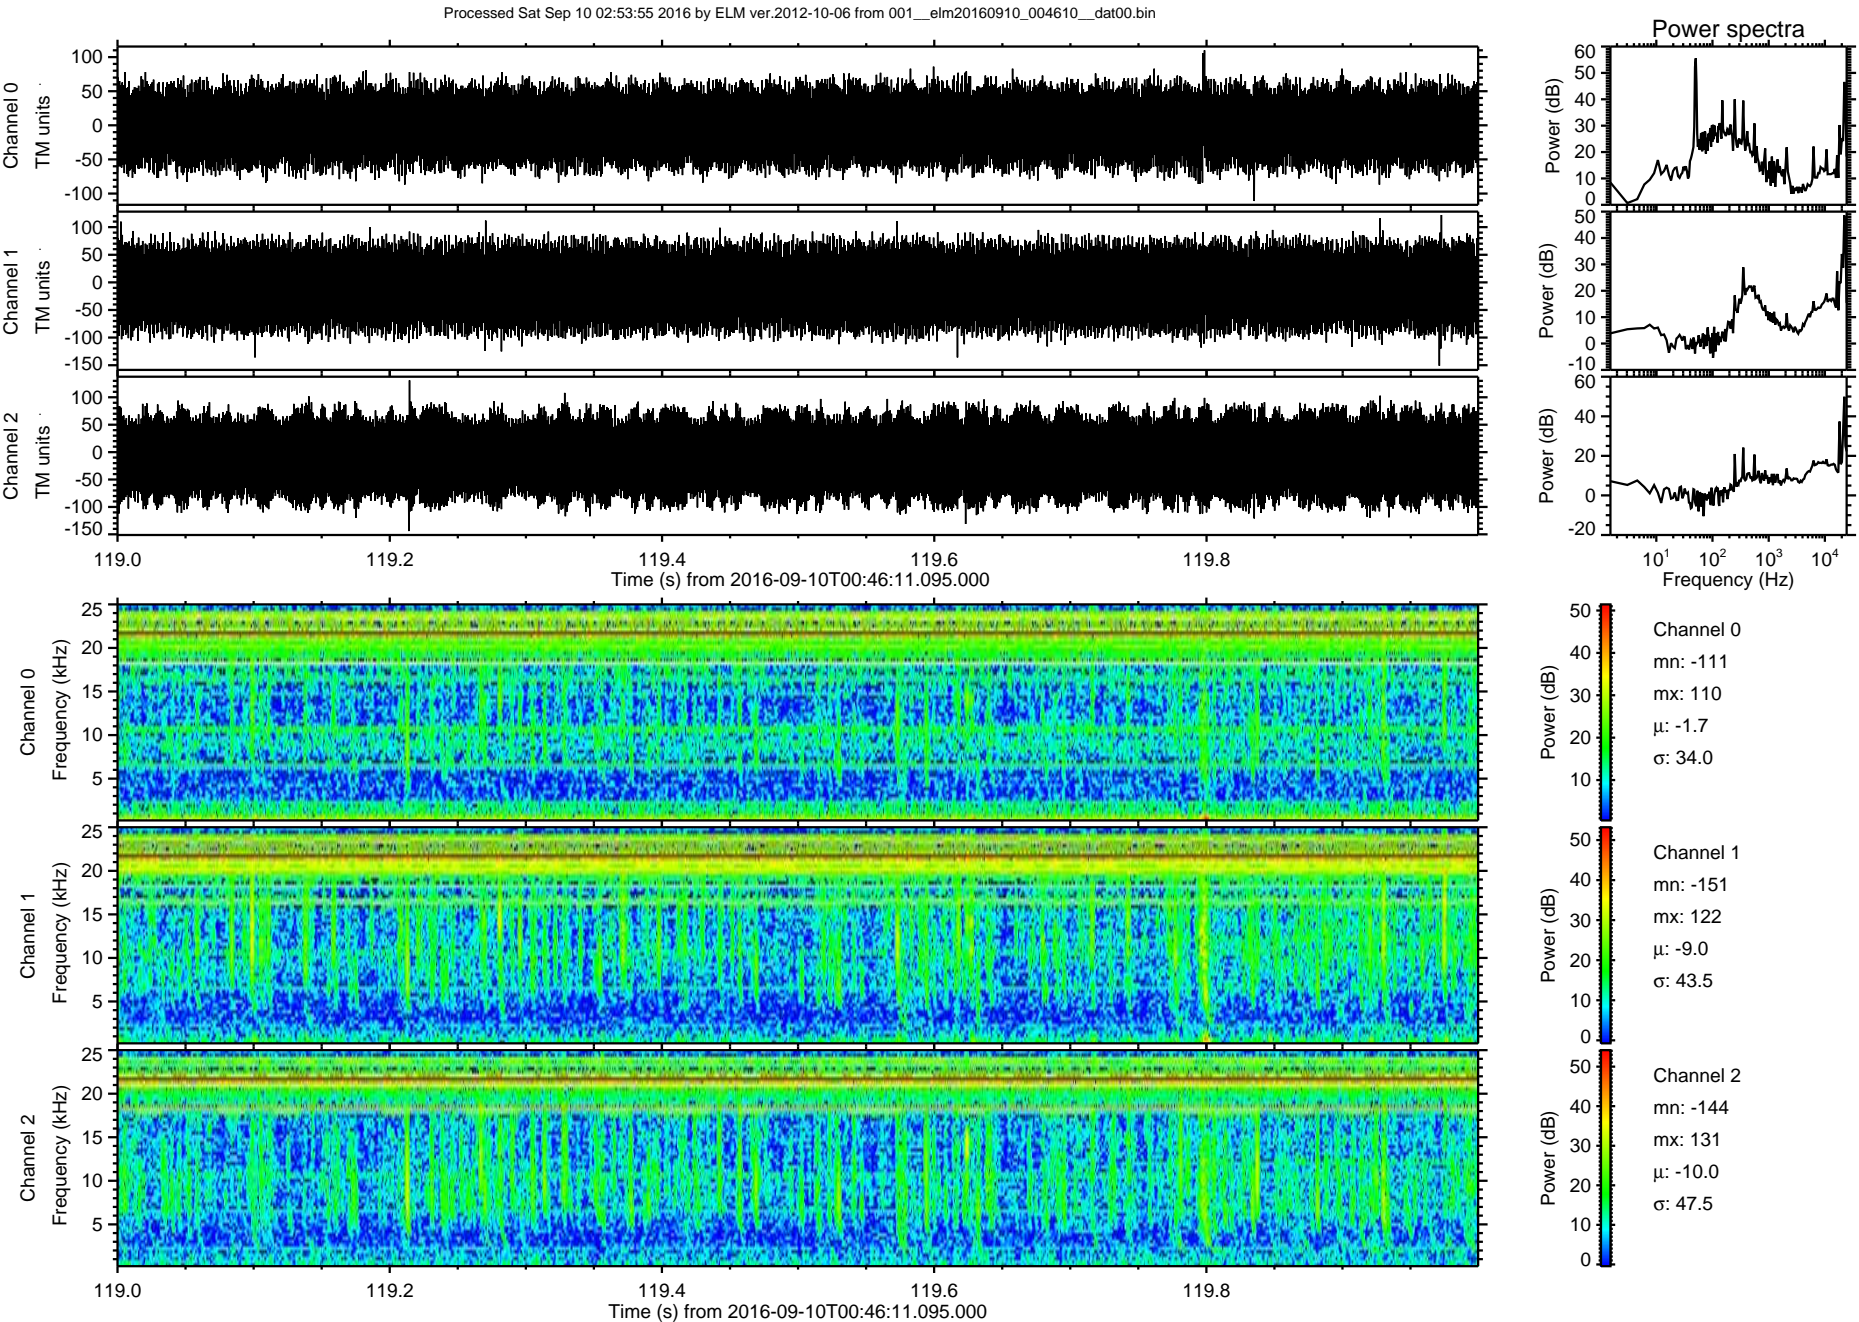 Processed Sat Sep 10 02:53:55 2016 by ELM ver.2012-10-06 from 001__elm20160910_004610__dat00.bin
Power spectra
Channel 0
TM units
100
50
0
-50
-100
Power (dB)
60
50
40
30
20
10
0
Channel 1
TM units
100
50
0
-50
-100
-150
Power (dB)
50
40
30
20
10
0
-10
Channel 2
TM units
100
50
0
-50
-100
-150
Power (dB)
60
40
20
0
-20
119.0 119.2 119.4 119.6 119.8
Time (s) from 2016-09-10T00:46:11.095.000
10^1 10^2 10^3 10^4
Frequency (Hz)
Channel 0
Frequency (kHz)
25
20
15
10
5
Power (dB)
50
40
30
20
10
Channel 0
mn: -111
mx: 110
μ: -1.7
σ: 34.0
Channel 1
Frequency (kHz)
25
20
15
10
5
Power (dB)
50
40
30
20
10
0
Channel 1
mn: -151
mx: 122
μ: -9.0
σ: 43.5
Channel 2
Frequency (kHz)
25
20
15
10
5
Power (dB)
50
40
30
20
10
0
Channel 2
mn: -144
mx: 131
μ: -10.0
σ: 47.5
119.0 119.2 119.4 119.6 119.8
Time (s) from 2016-09-10T00:46:11.095.000